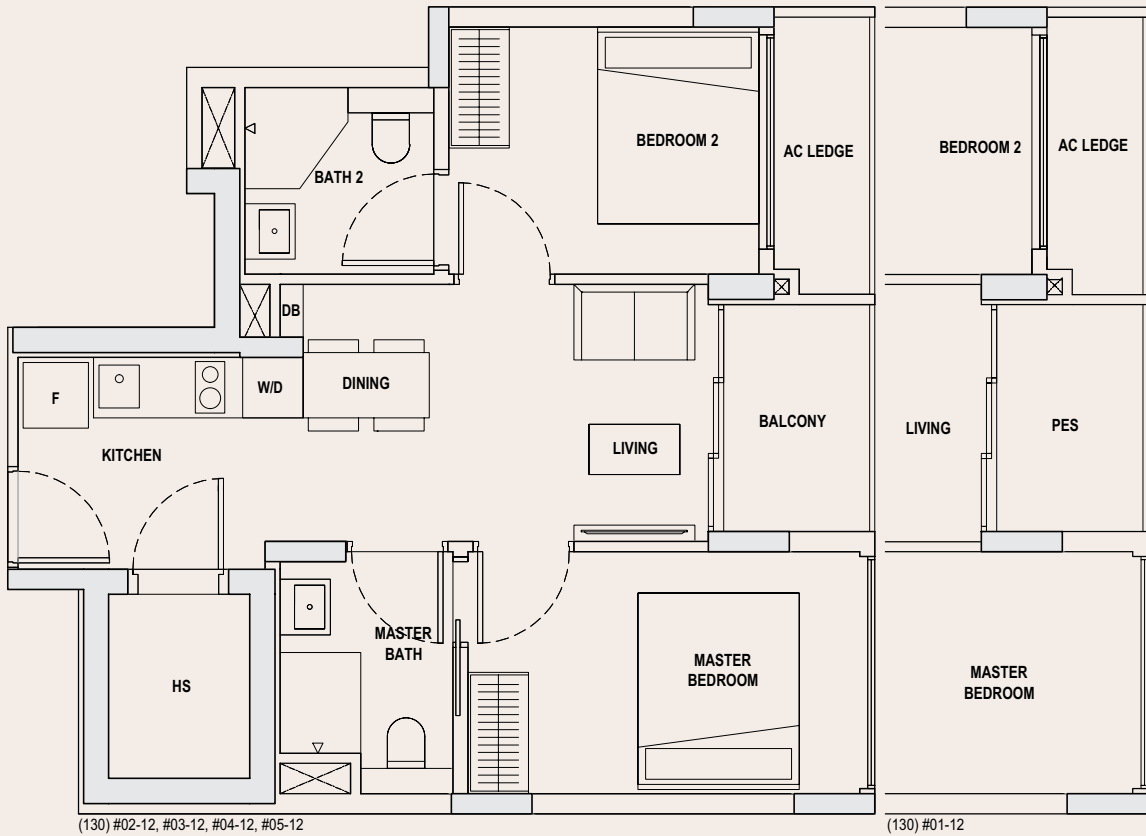 BEDROOM 2
AC LEDGE
BEDROOM 2
AC LEDGE
BATH 2
DB
F
W/D
DINING
KITCHEN
LIVING
BALCONY
LIVING
PES
MASTER
BATH
HS
MASTER
BEDROOM
MASTER
BEDROOM
(130) #02-12, #03-12, #04-12, #05-12
(130) #01-12